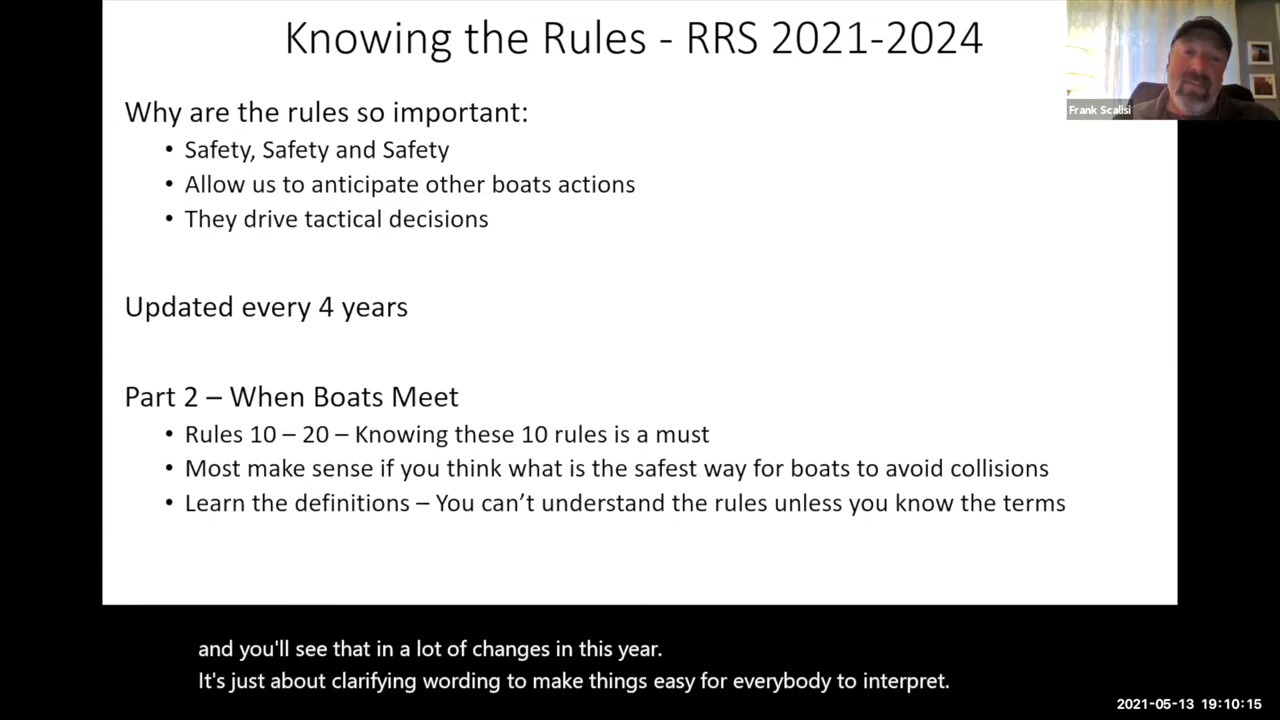 Knowing the Rules - RRS 2021-2024
Frank Scalisi
Why are the rules so important:
• Safety, Safety and Safety
• Allow us to anticipate other boats actions
• They drive tactical decisions
Updated every 4 years
Part 2 – When Boats Meet
• Rules 10 – 20 – Knowing these 10 rules is a must
• Most make sense if you think what is the safest way for boats to avoid collisions
• Learn the definitions – You can’t understand the rules unless you know the terms
and you'll see that in a lot of changes in this year.
It's just about clarifying wording to make things easy for everybody to interpret.
2021-05-13 19:10:15